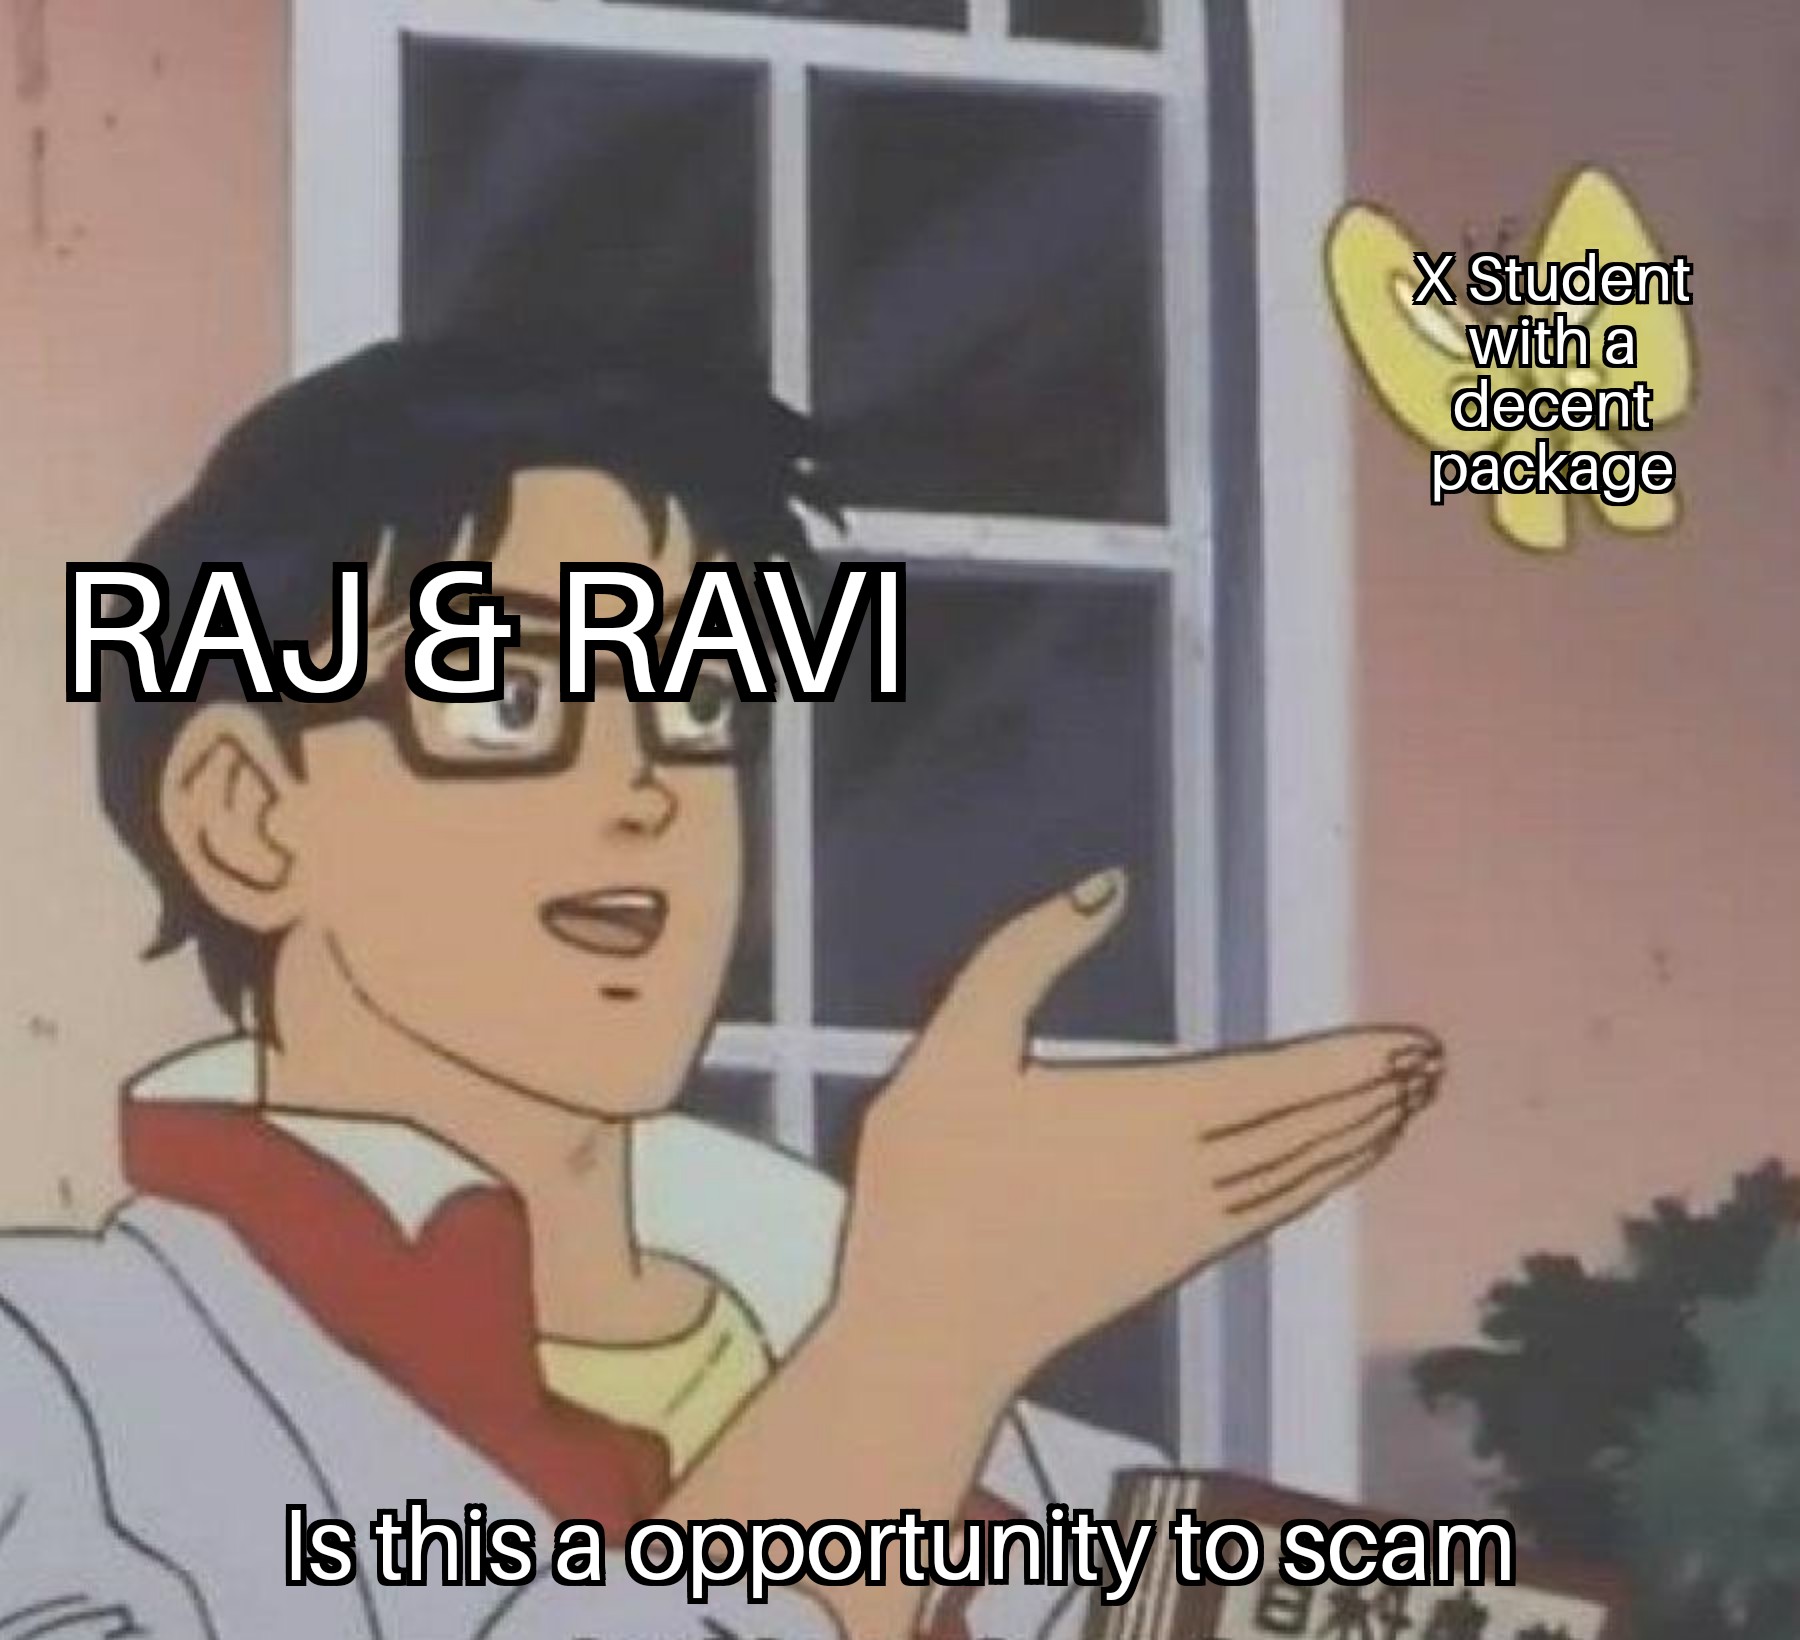 X Student
with a
decent
package
RAJ & RAVI
Is this a opportunity to scam